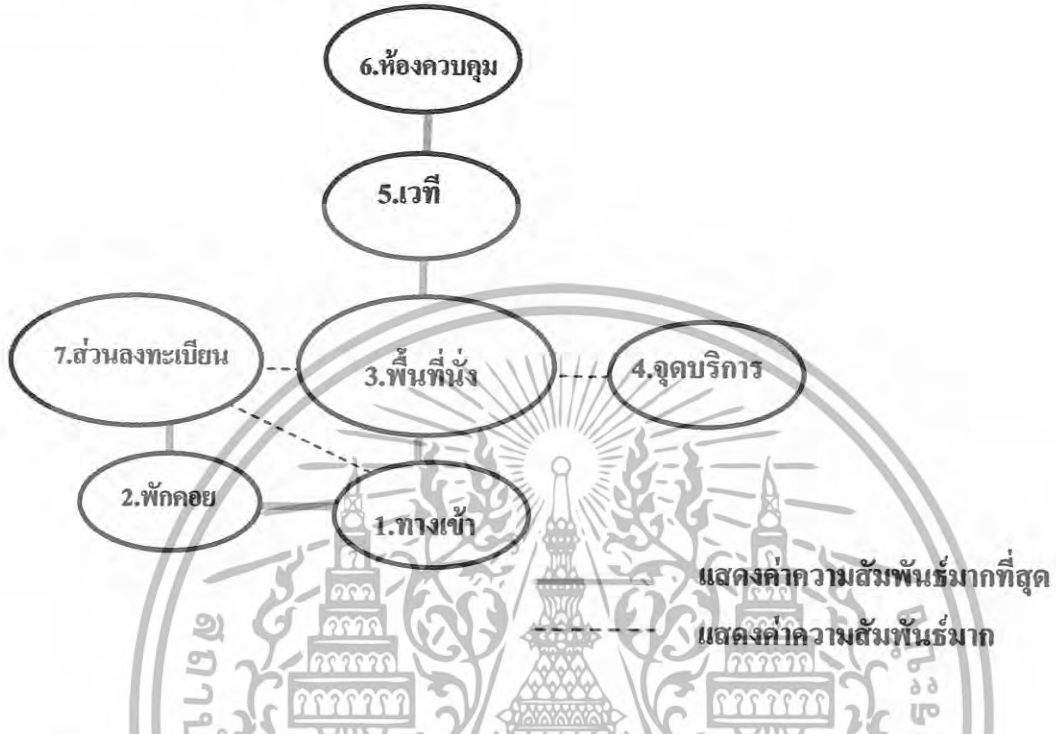 6.ห้องควบคุม
5.เวที
7.ส่วนลงทะเบียน
3.พื้นที่นั่ง
4.จุดบริการ
2.พักคอย
1.ทางเข้า
แสดงค่าความสัมพันธ์มากที่สุด
แสดงค่าความสัมพันธ์มาก